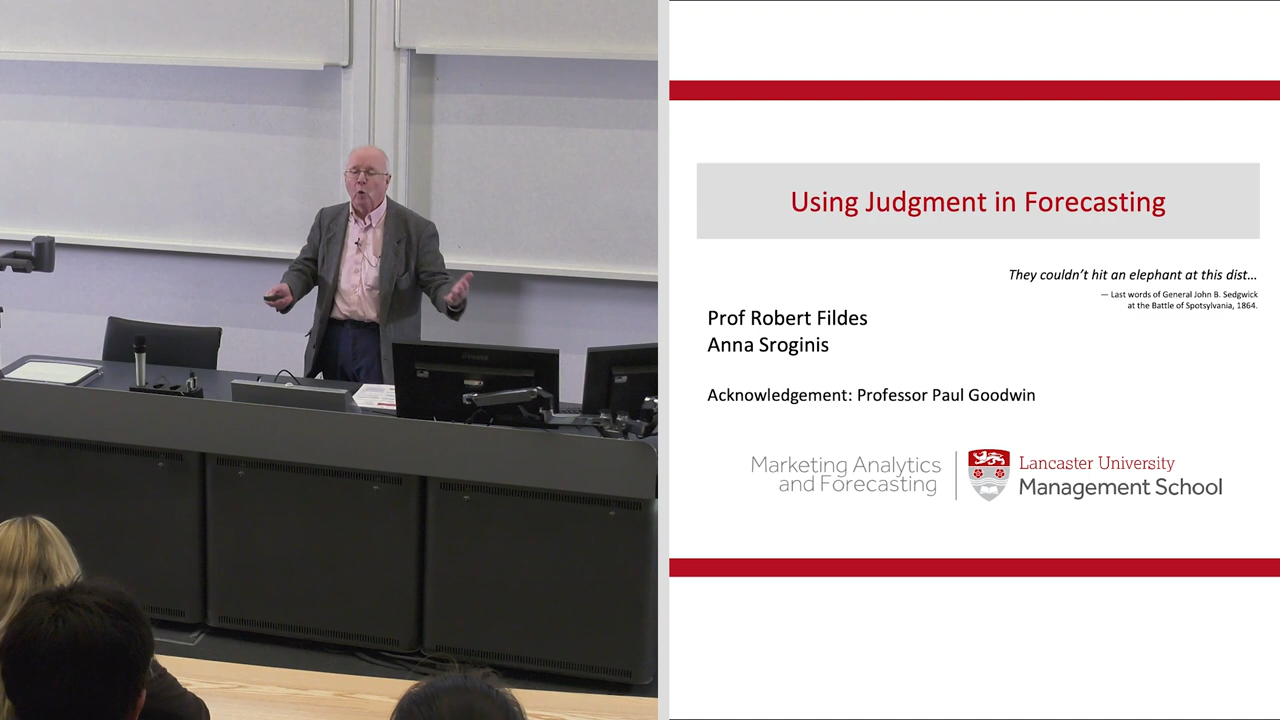 Using Judgment in Forecasting
They couldn't hit an elephant at this dist...
— Last words of General John B. Sedgwick
at the Battle of Spotsylvania, 1864.
Prof Robert Fildes
Anna Sroginis
Acknowledgement: Professor Paul Goodwin
Marketing Analytics
and Forecasting
Lancaster University
Management School